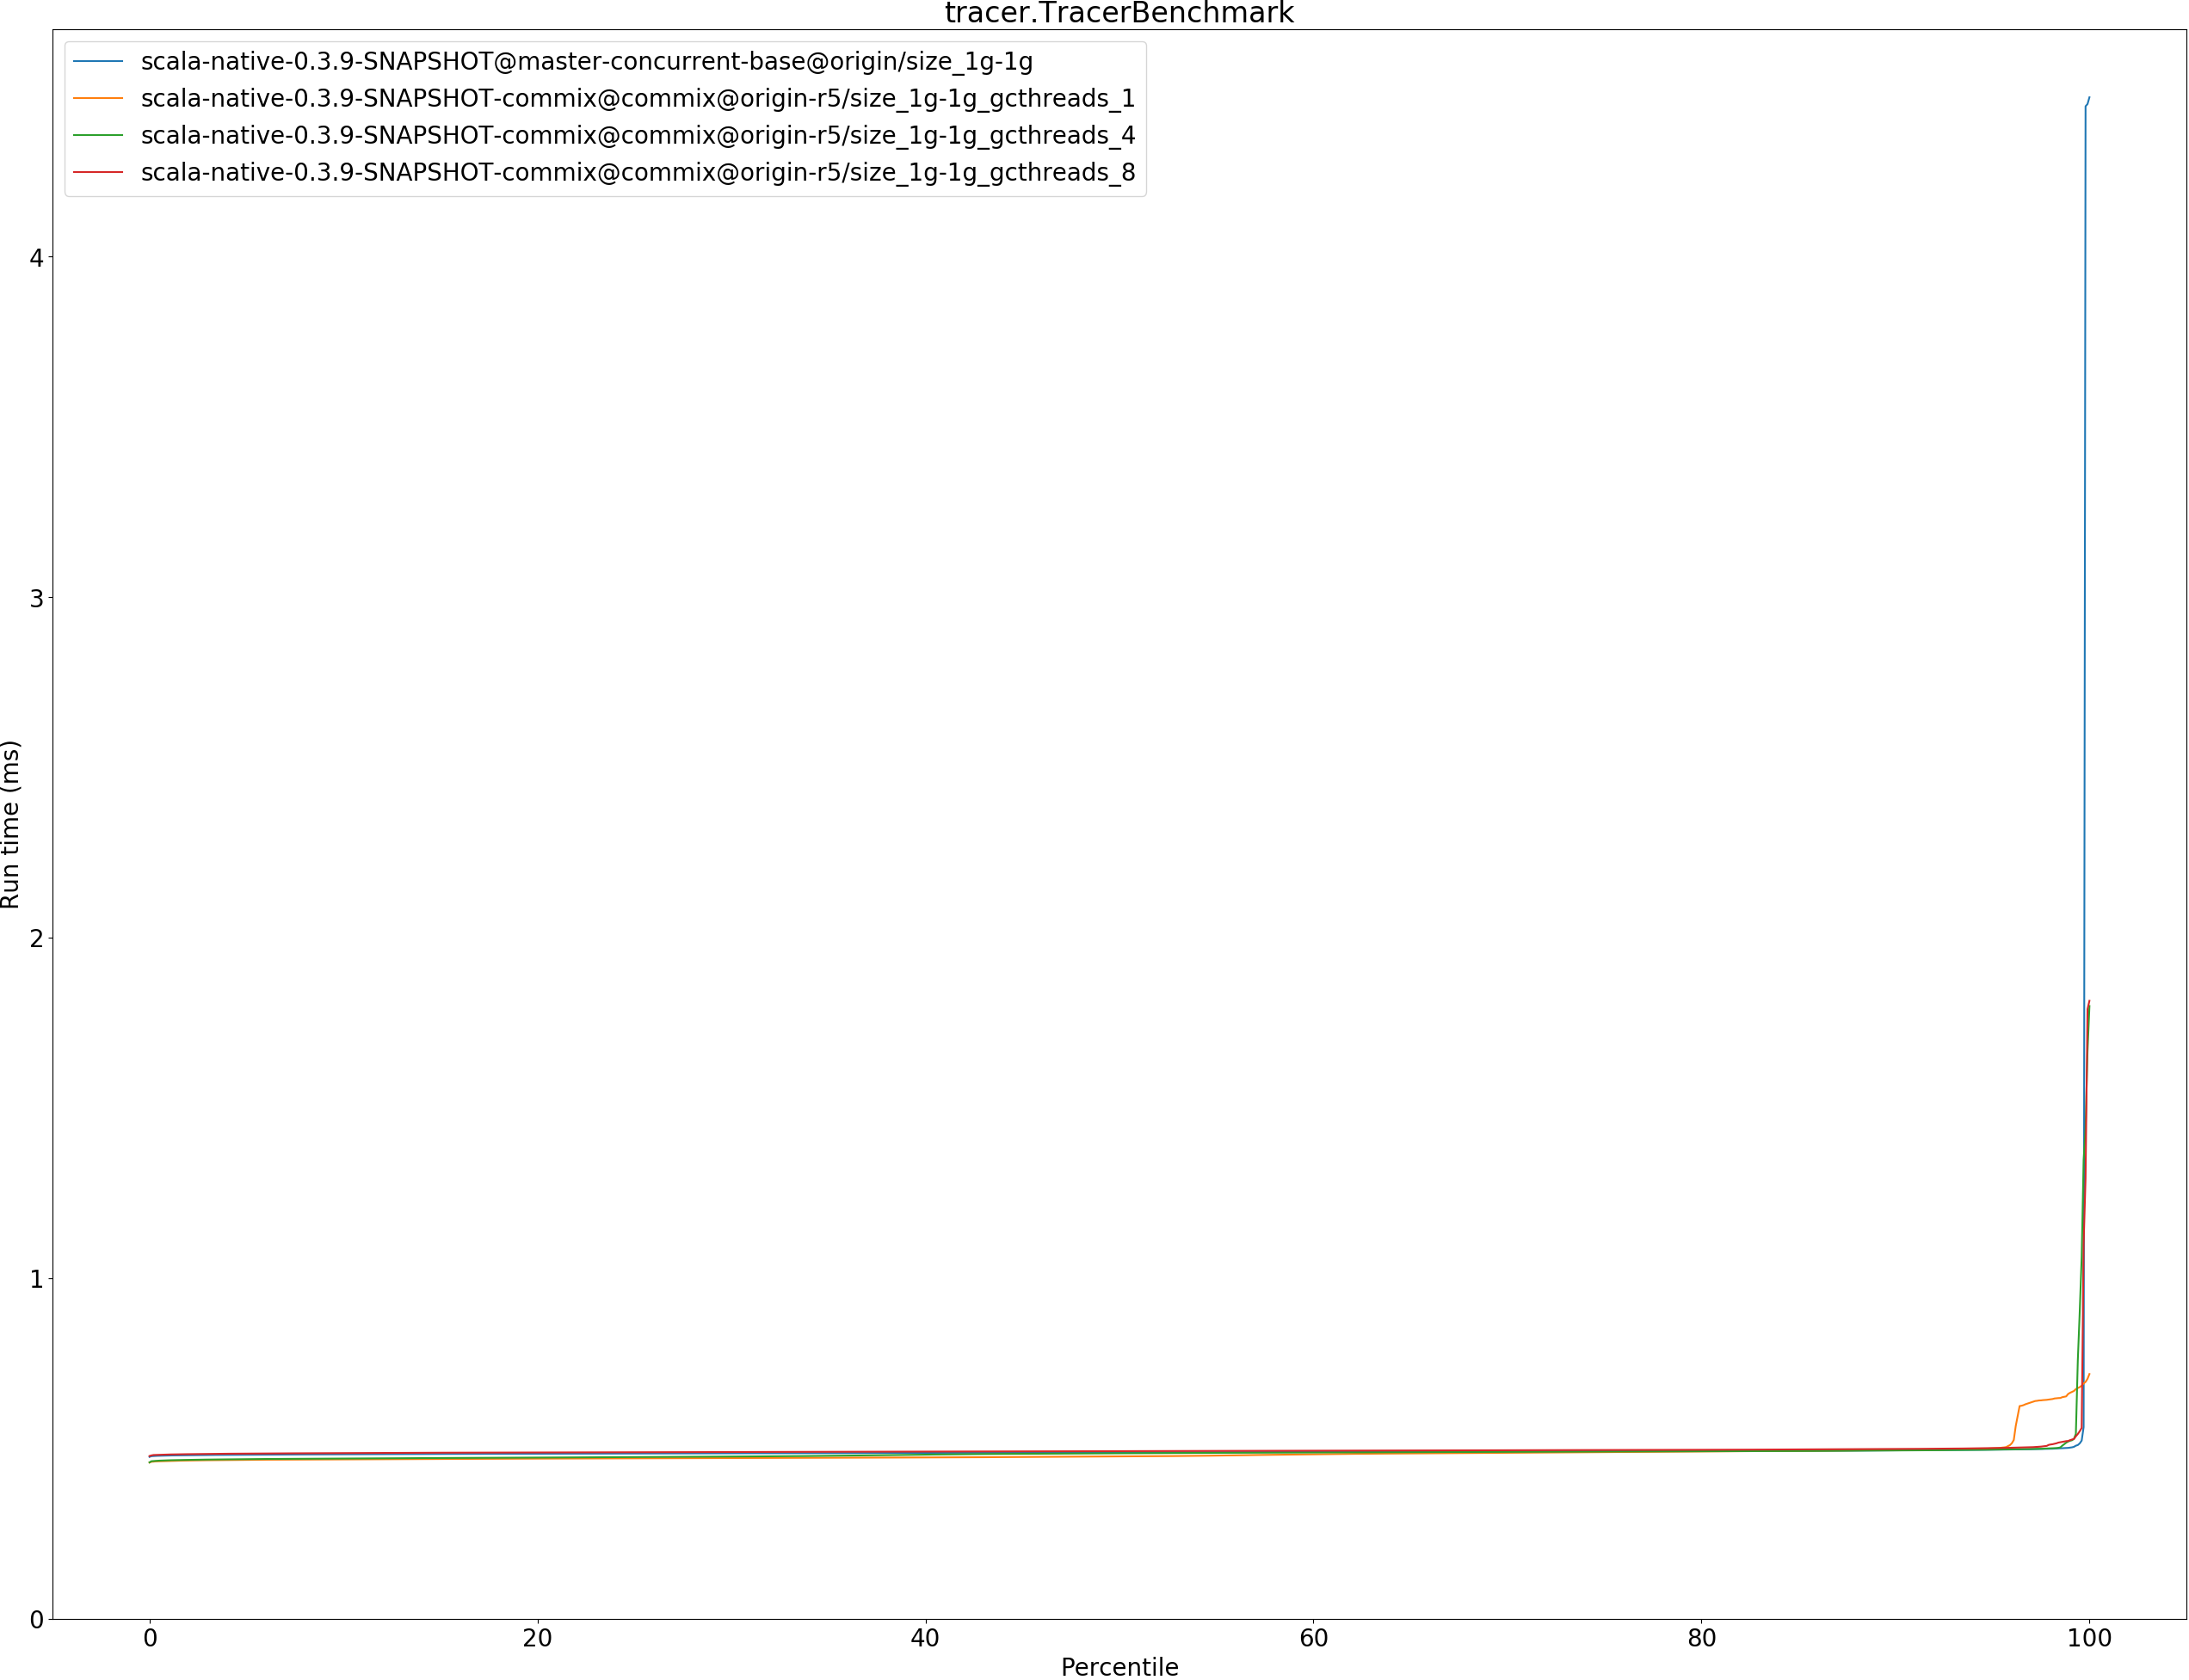 tracer.TracerBenchmark
scala-native-0.3.9-SNAPSHOT@master-concurrent-base@origin/size_1g-1g
scala-native-0.3.9-SNAPSHOT-commix@commix@origin-r5/size_1g-1g_gcthreads_1
scala-native-0.3.9-SNAPSHOT-commix@commix@origin-r5/size_1g-1g_gcthreads_4
scala-native-0.3.9-SNAPSHOT-commix@commix@origin-r5/size_1g-1g_gcthreads_8
4
3
2
1
0
Run time (ms)
0 20 40 60 80 100
Percentile